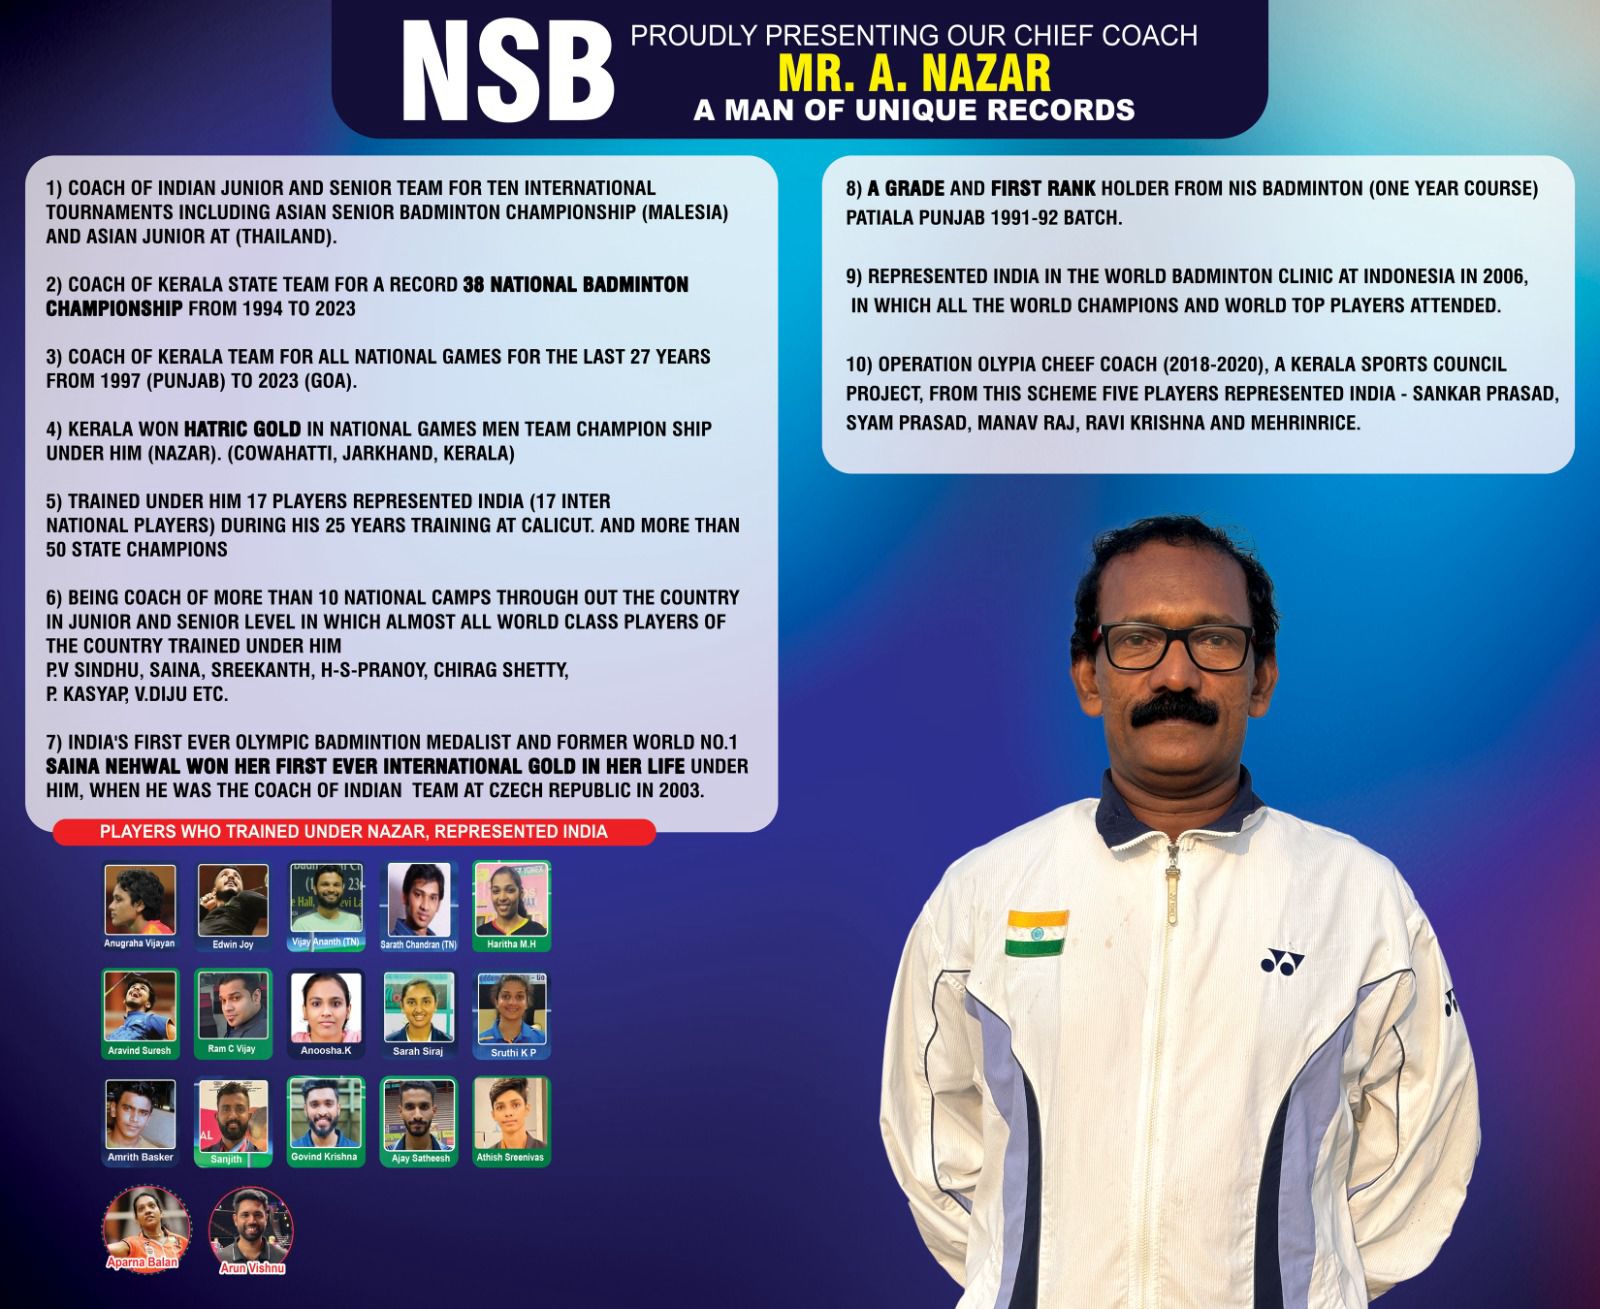 NSB
PROUDLY PRESENTING OUR CHIEF COACH
MR. A. NAZAR
A MAN OF UNIQUE RECORDS
1) COACH OF INDIAN JUNIOR AND SENIOR TEAM FOR TEN INTERNATIONAL
TOURNAMENTS INCLUDING ASIAN SENIOR BADMINTON CHAMPIONSHIP (MALESIA)
AND ASIAN JUNIOR AT (THAILAND).
2) COACH OF KERALA STATE TEAM FOR A RECORD 38 NATIONAL BADMINTON
CHAMPIONSHIP FROM 1994 TO 2023
3) COACH OF KERALA TEAM FOR ALL NATIONAL GAMES FOR THE LAST 27 YEARS
FROM 1997 (PUNJAB) TO 2023 (GOA).
4) KERALA WON HATRIC GOLD IN NATIONAL GAMES MEN TEAM CHAMPION SHIP
UNDER HIM (NAZAR). (COWAHATTI, JARKHAND, KERALA)
5) TRAINED UNDER HIM 17 PLAYERS REPRESENTED INDIA (17 INTER
NATIONAL PLAYERS) DURING HIS 25 YEARS TRAINING AT CALICUT. AND MORE THAN
50 STATE CHAMPIONS
6) BEING COACH OF MORE THAN 10 NATIONAL CAMPS THROUGH OUT THE COUNTRY
IN JUNIOR AND SENIOR LEVEL IN WHICH ALMOST ALL WORLD CLASS PLAYERS OF
THE COUNTRY TRAINED UNDER HIM
P.V SINDHU, SAINA, SREEKANTH, H-S-PRANOY, CHIRAG SHETTY,
P. KASYAP, V.DIJU ETC.
7) INDIA'S FIRST EVER OLYMPIC BADMINTION MEDALIST AND FORMER WORLD NO.1
SAINA NEHWAL WON HER FIRST EVER INTERNATIONAL GOLD IN HER LIFE UNDER
HIM, WHEN HE WAS THE COACH OF INDIAN TEAM AT CZECH REPUBLIC IN 2003.
8) A GRADE AND FIRST RANK HOLDER FROM NIS BADMINTON (ONE YEAR COURSE)
PATIALA PUNJAB 1991-92 BATCH.
9) REPRESENTED INDIA IN THE WORLD BADMINTON CLINIC AT INDONESIA IN 2006,
IN WHICH ALL THE WORLD CHAMPIONS AND WORLD TOP PLAYERS ATTENDED.
10) OPERATION OLYPIA CHEEF COACH (2018-2020), A KERALA SPORTS COUNCIL
PROJECT, FROM THIS SCHEME FIVE PLAYERS REPRESENTED INDIA - SANKAR PRASAD,
SYAM PRASAD, MANAV RAJ, RAVI KRISHNA AND MEHRINRICE.
PLAYERS WHO TRAINED UNDER NAZAR, REPRESENTED INDIA
Anugraha Vijayan
Edwin Joy
Vijay Ananth (TN)
Sarath Chandran (TN)
Haritha M.H
Aravind Suresh
Ram C Vijay
Anoosha.K
Sarah Siraj
Sruthi K P
Amrith Basker
Sanjith
Govind Krishna
Ajay Satheesh
Athish Sreenivas
Aparna Balan
Arun Vishnu